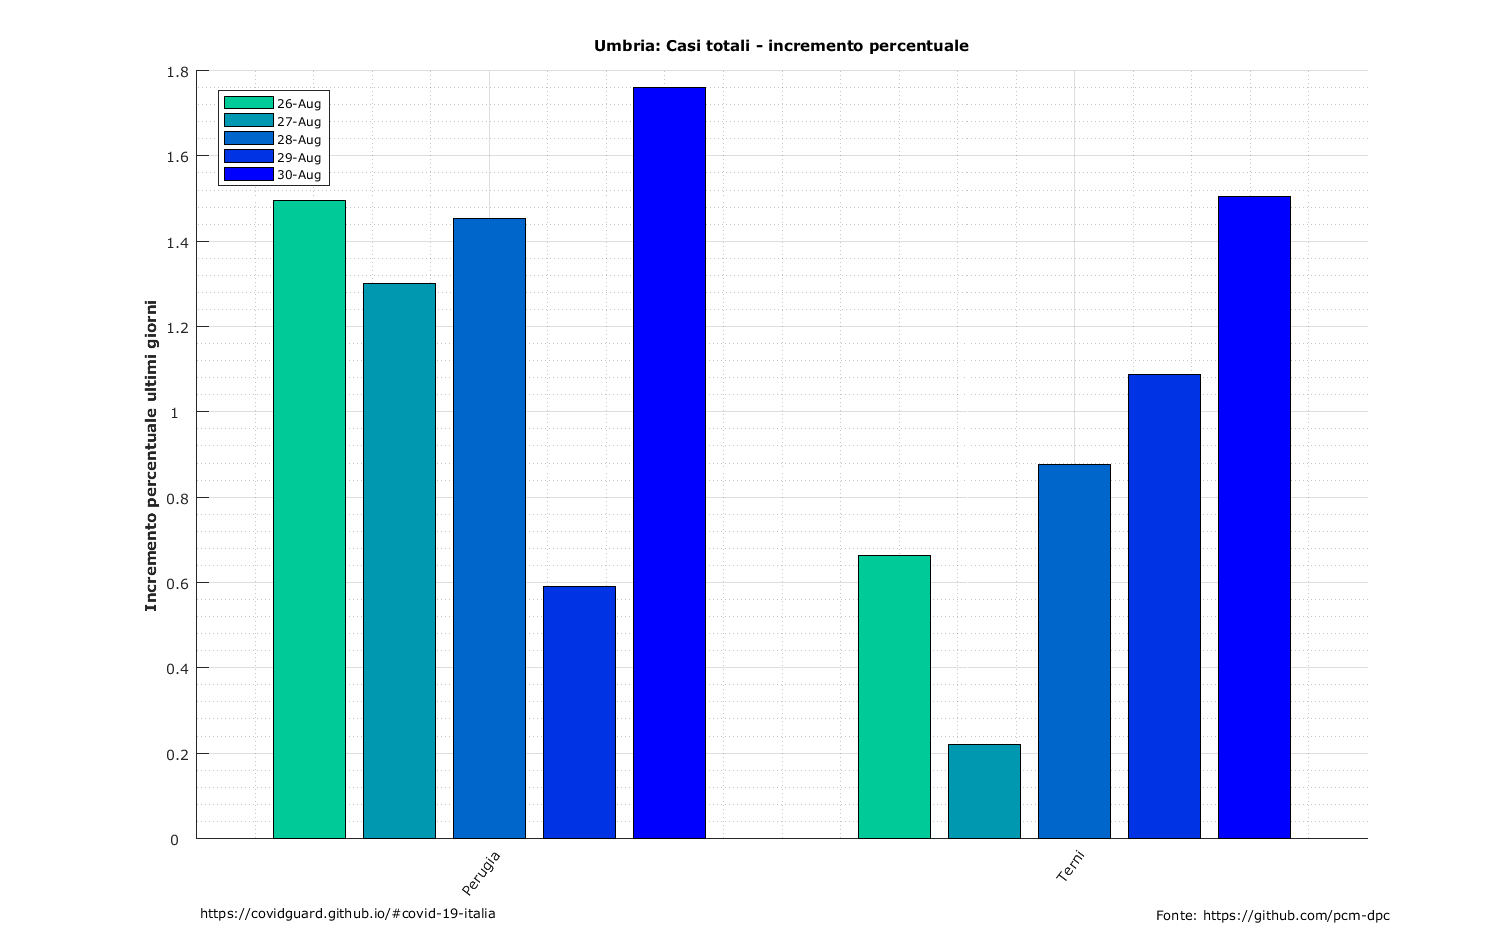 Umbria: Casi totali - incremento percentuale
Incremento percentuale ultimi giorni
1.8
1.6
1.4
1.2
1
0.8
0.6
0.4
0.2
0
26-Aug
27-Aug
28-Aug
29-Aug
30-Aug
Perugia
Terni
https://covidguard.github.io/#covid-19-italia
Fonte: https://github.com/pcm-dpc